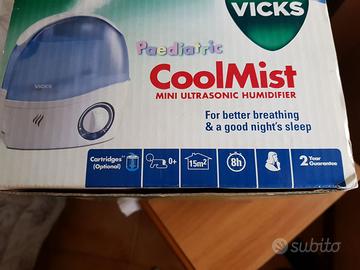 VICKS
VICKS
Paediatric
CoolMist
MINI ULTRASONIC HUMIDIFIER
For better breathing
& a good night's sleep
Cartridges
(Optional)
0+
15m²
8h
2 Year
Guarantee
subito